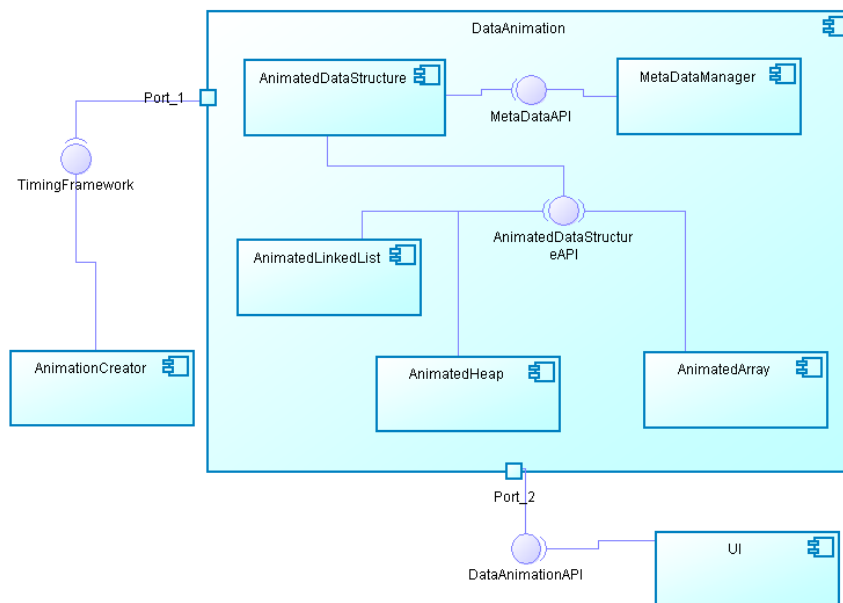 DataAnimation
AnimatedDataStructure
MetaDataManager
Port_1
MetaDataAPI
TimingFramework
AnimatedDataStructur
eAPI
AnimatedLinkedList
AnimationCreator
AnimatedHeap
AnimatedArray
Port_2
UI
DataAnimationAPI